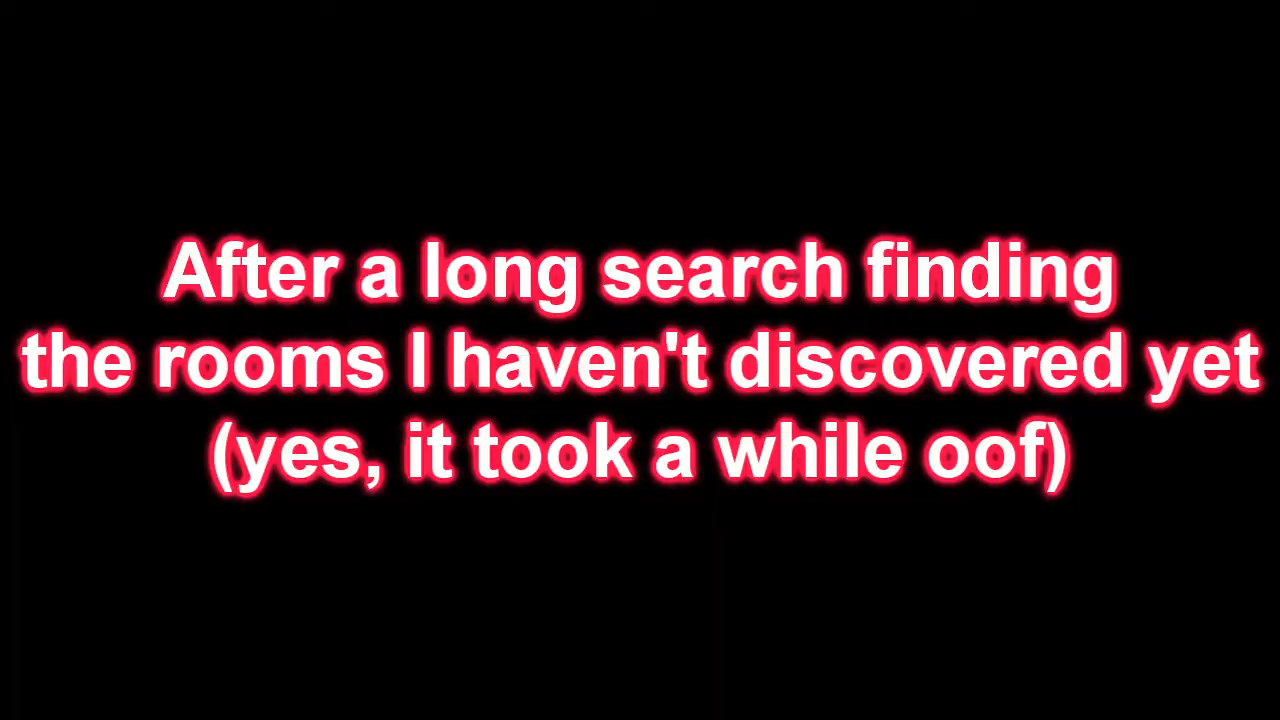 After a long search finding
the rooms I haven't discovered yet
(yes, it took a while oof)